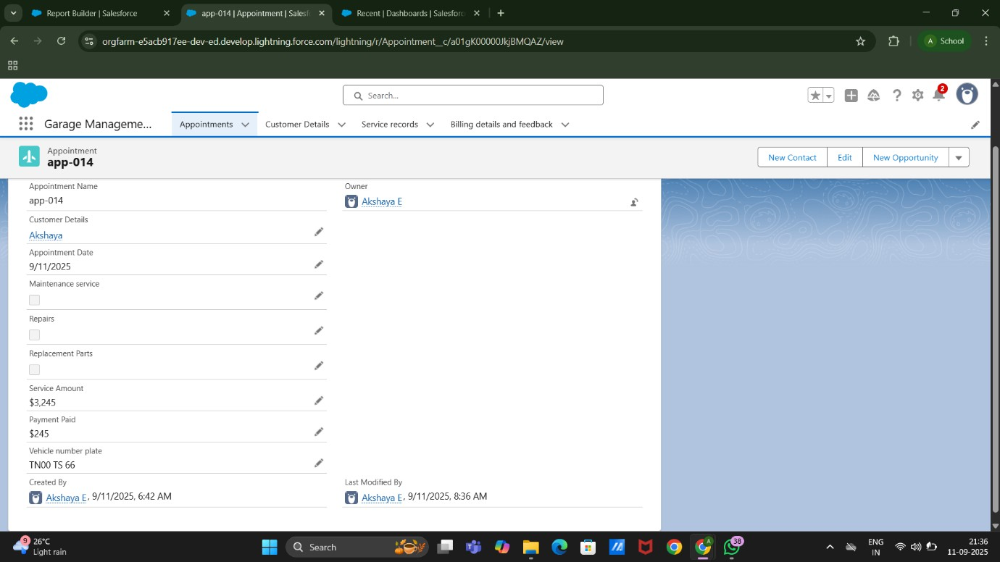 Report Builder | Salesforce
app-014 | Appointment | Salesf
Recent | Dashboards | Salesforc
orgfarm-e5acb917ee-dev-ed.develop.lightning.force.com/lightning/r/Appointment__c/a01gK00000JkjBMQAZ/view
A School
Search...
2
Garage Manageme...
Appointments
Customer Details
Service records
Billing details and feedback
Appointment
app-014
New Contact
Edit
New Opportunity
Appointment Name
app-014
Owner
Akshaya E
Customer Details
Akshaya
Appointment Date
9/11/2025
Maintenance service
Repairs
Replacement Parts
Service Amount
$3,245
Payment Paid
$245
Vehicle number plate
TN00 TS 66
Created By
Akshaya E, 9/11/2025, 6:42 AM
Last Modified By
Akshaya E, 9/11/2025, 8:36 AM
9
26°C
Light rain
Search
A
38
ENG
IN
21:36
11-09-2025